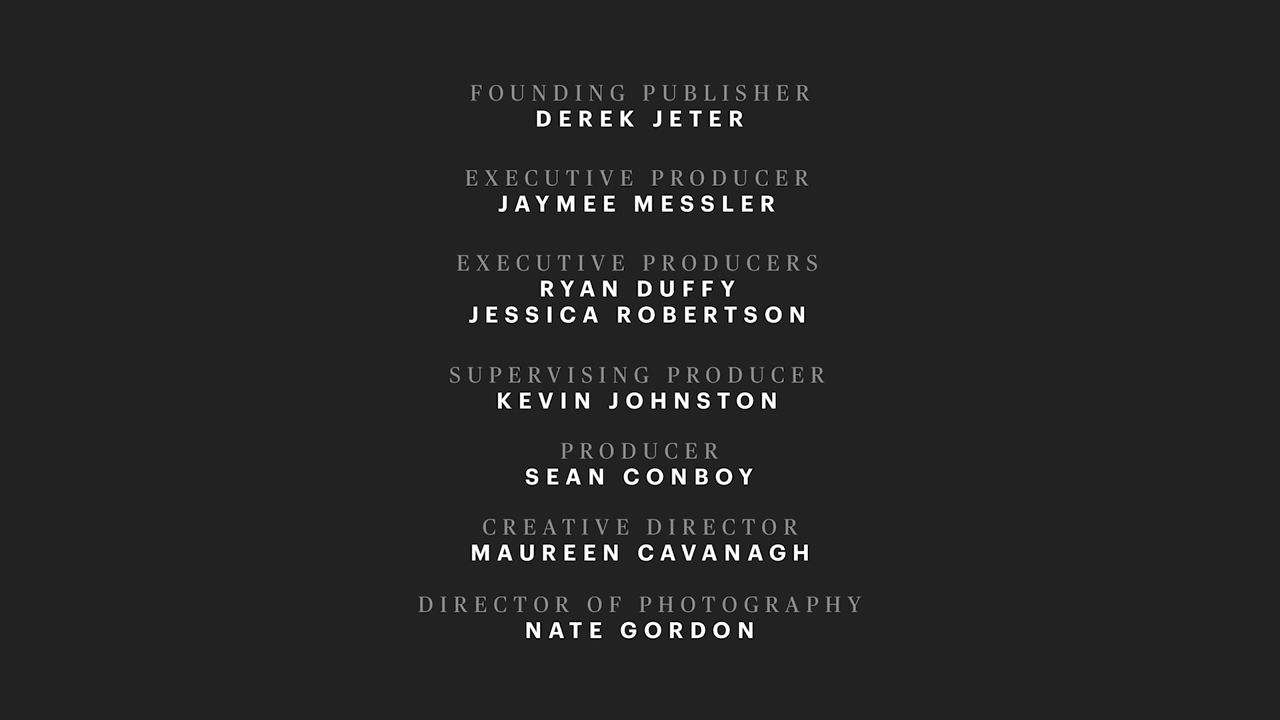 FOUNDING PUBLISHER
DEREK JETER
EXECUTIVE PRODUCER
JAYMEE MESSLER
EXECUTIVE PRODUCERS
RYAN DUFFY
JESSICA ROBERTSON
SUPERVISING PRODUCER
KEVIN JOHNSTON
PRODUCER
SEAN CONBOY
CREATIVE DIRECTOR
MAUREEN CAVANAGH
DIRECTOR OF PHOTOGRAPHY
NATE GORDON